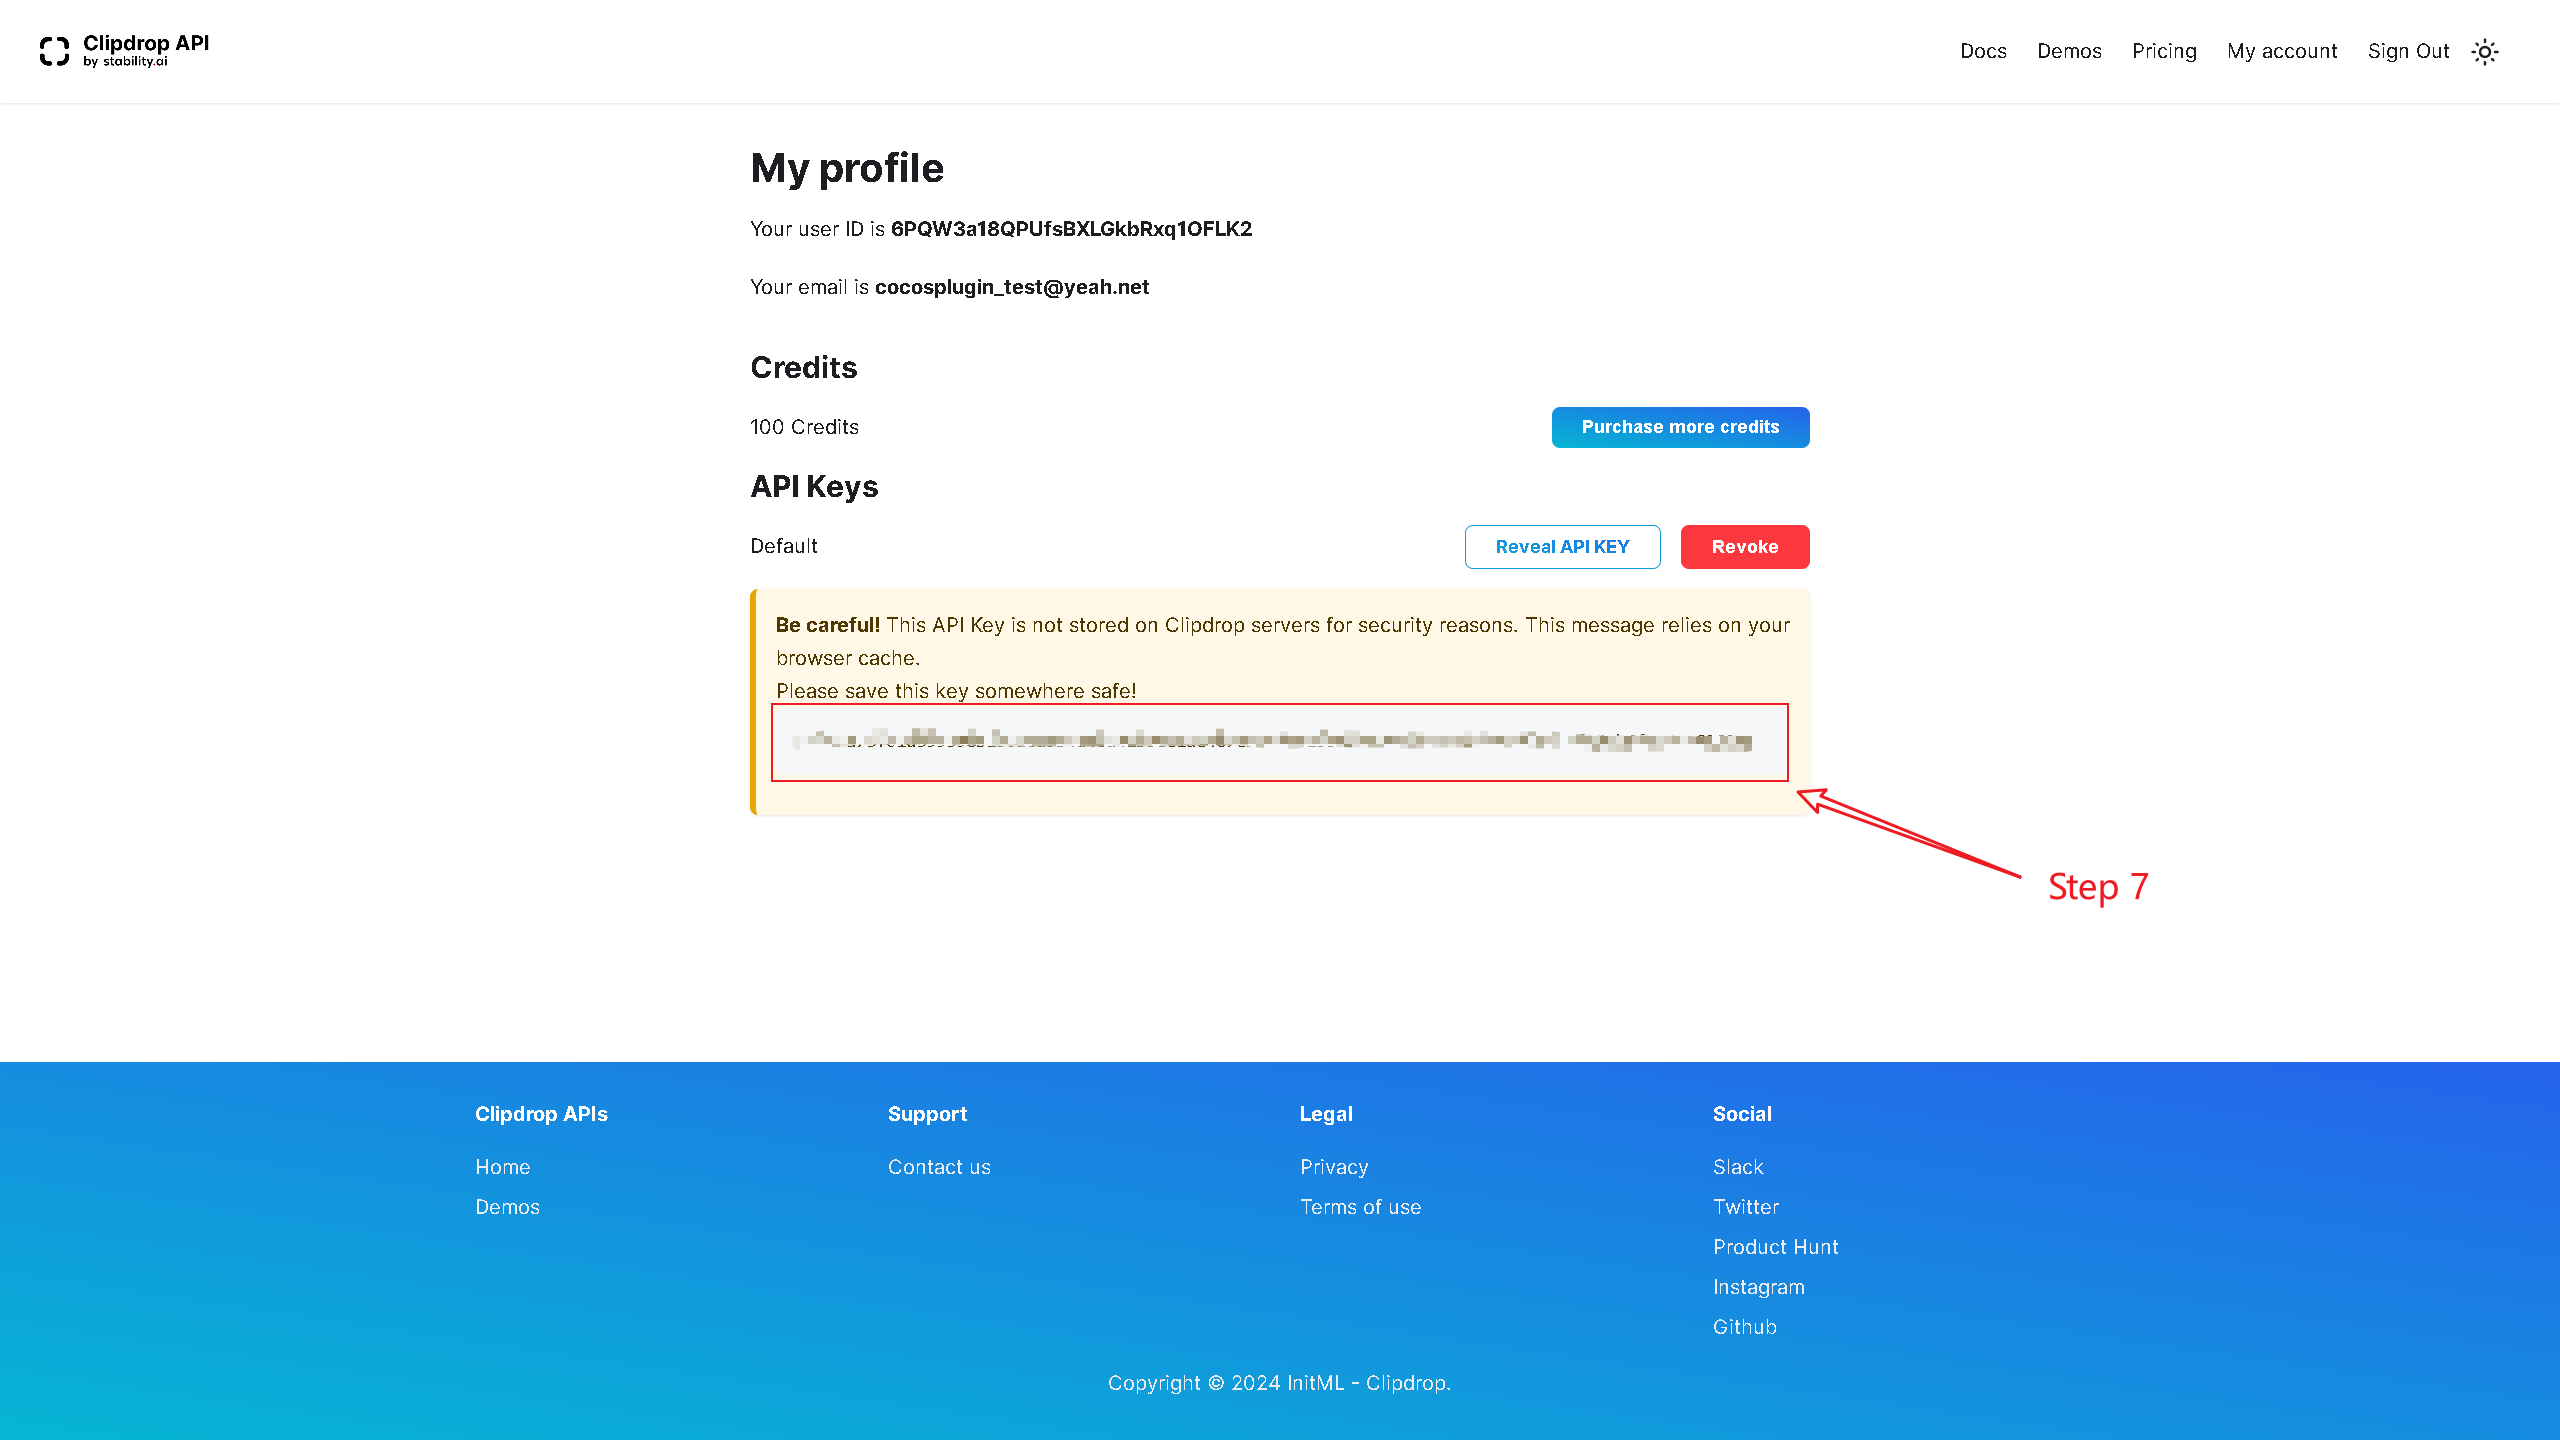 Clipdrop API
by stability.ai
Docs
Demos
Pricing
My account
Sign Out
My profile
Your user ID is 6PQW3a18QPUfsBXLGkbRxq1OFLK2
Your email is cocosplugin_test@yeah.net
Credits
100 Credits
Purchase more credits
API Keys
Default
Reveal API KEY
Revoke
Be careful! This API Key is not stored on Clipdrop servers for security reasons. This message relies on your
browser cache.
Please save this key somewhere safe!
Step 7
Clipdrop APIs
Home
Demos
Support
Contact us
Legal
Privacy
Terms of use
Social
Slack
Twitter
Product Hunt
Instagram
Github
Copyright © 2024 InitML - Clipdrop.